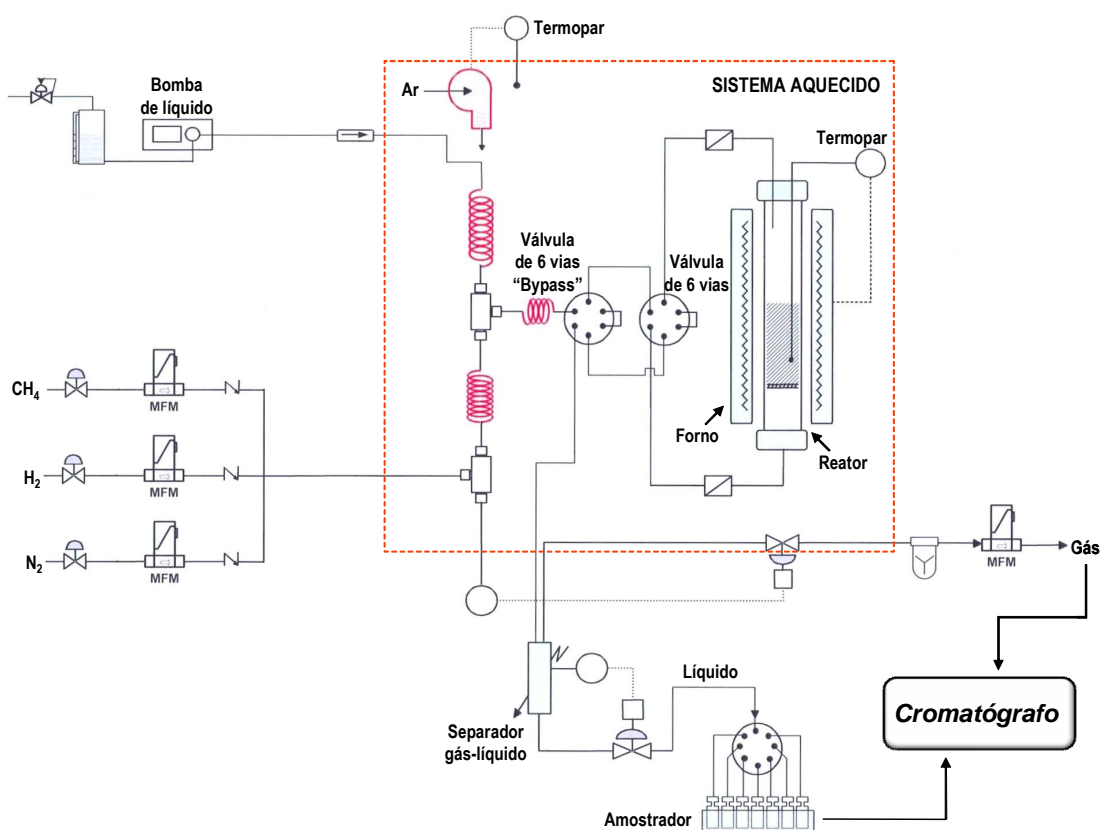 Termopar
SISTEMA AQUECIDO
Ar
Bomba
de líquido
Termopar
Válvula
de 6 vias
“Bypass”
Válvula
de 6 vias
CH4
MFM
Forno
Reator
H2
MFM
N2
MFM
MFM
Gás
Líquido
Separador
gás-líquido
Cromatógrafo
Amostrador